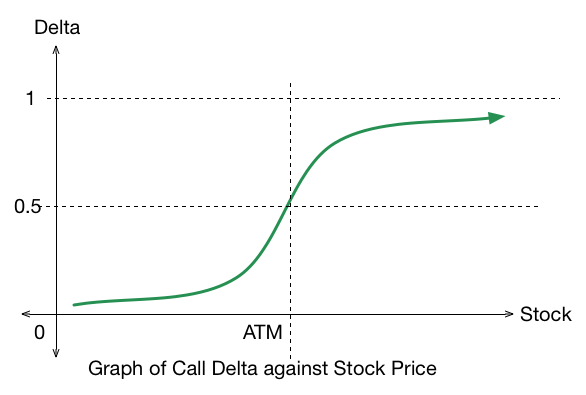 Delta
1
0.5
Stock
0
ATM
Graph of Call Delta against Stock Price